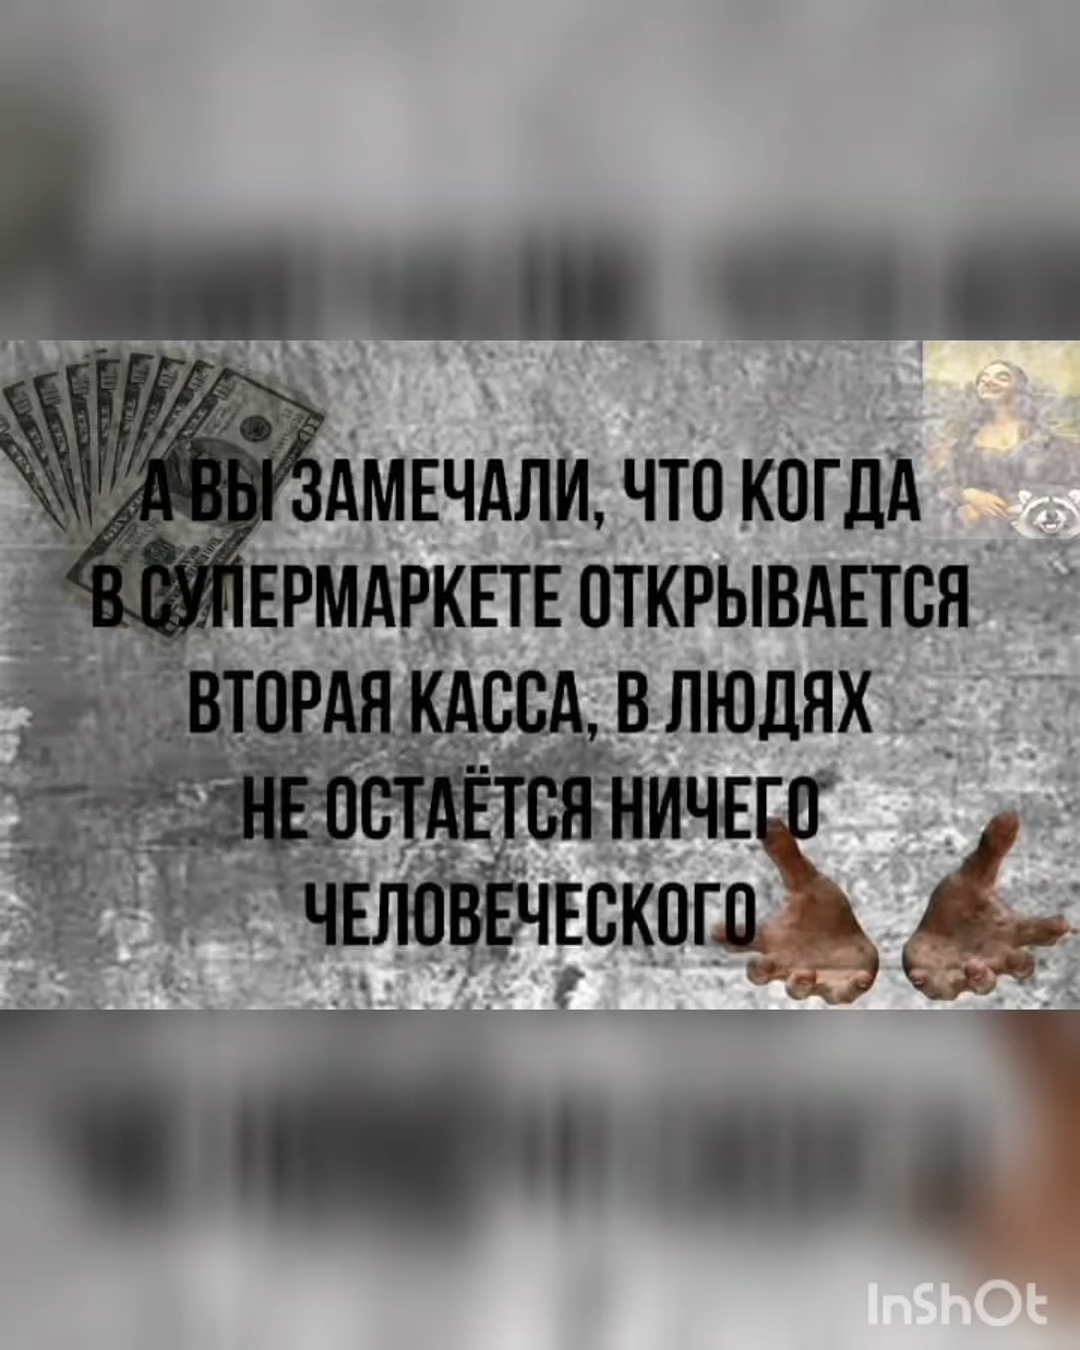 А ВЫ ЗАМЕЧАЛИ, ЧТО КОГДА
В СУПЕРМАРКЕТЕ ОТКРЫВАЕТСЯ
ВТОРАЯ КАССА, В ЛЮДЯХ
НЕ ОСТАЁТСЯ НИЧЕГО
ЧЕЛОВЕЧЕСКОГО
InShOt